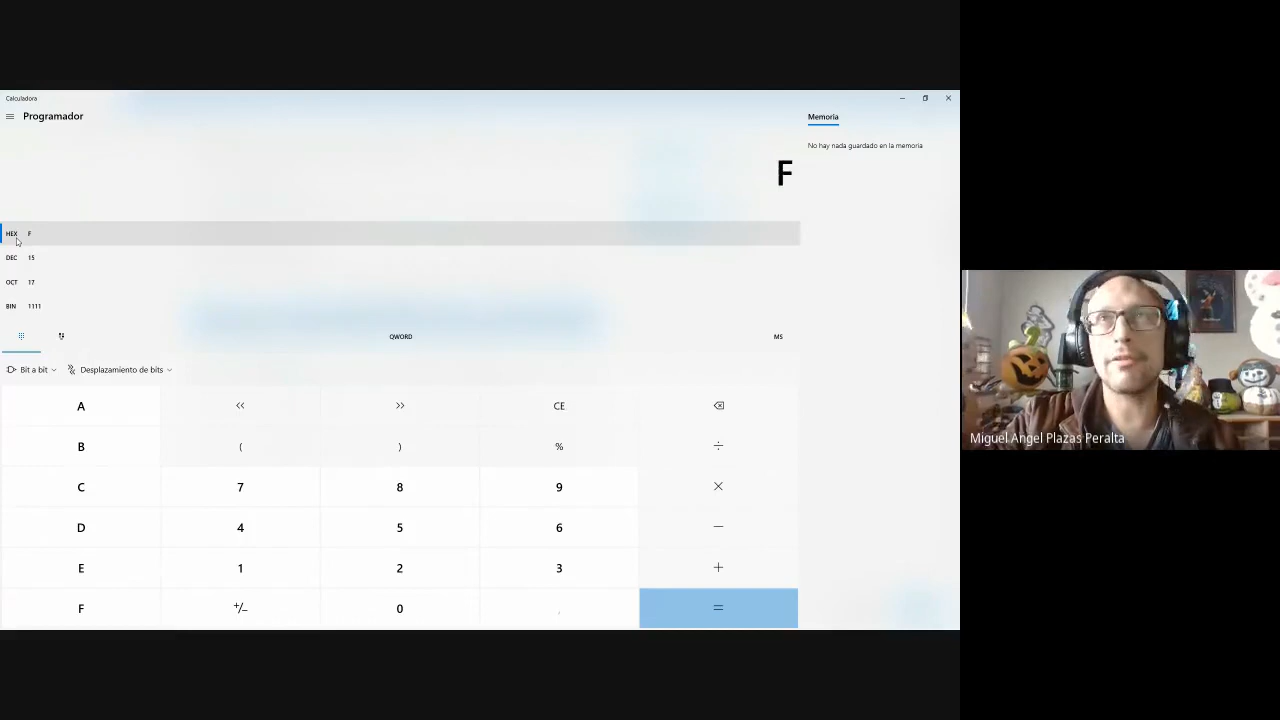 Calculadora
Programador
Memoria
No hay nada guardado en la memoria
F
HEX F
DEC 15
OCT 17
BIN 1111
QWORD MS
Bit a bit Desplazamiento de bits
A << >> CE
B ( ) % ÷
C 7 8 9 ×
D 4 5 6 −
E 1 2 3 +
F +/− 0 , =
Miguel Angel Plazas Peralta